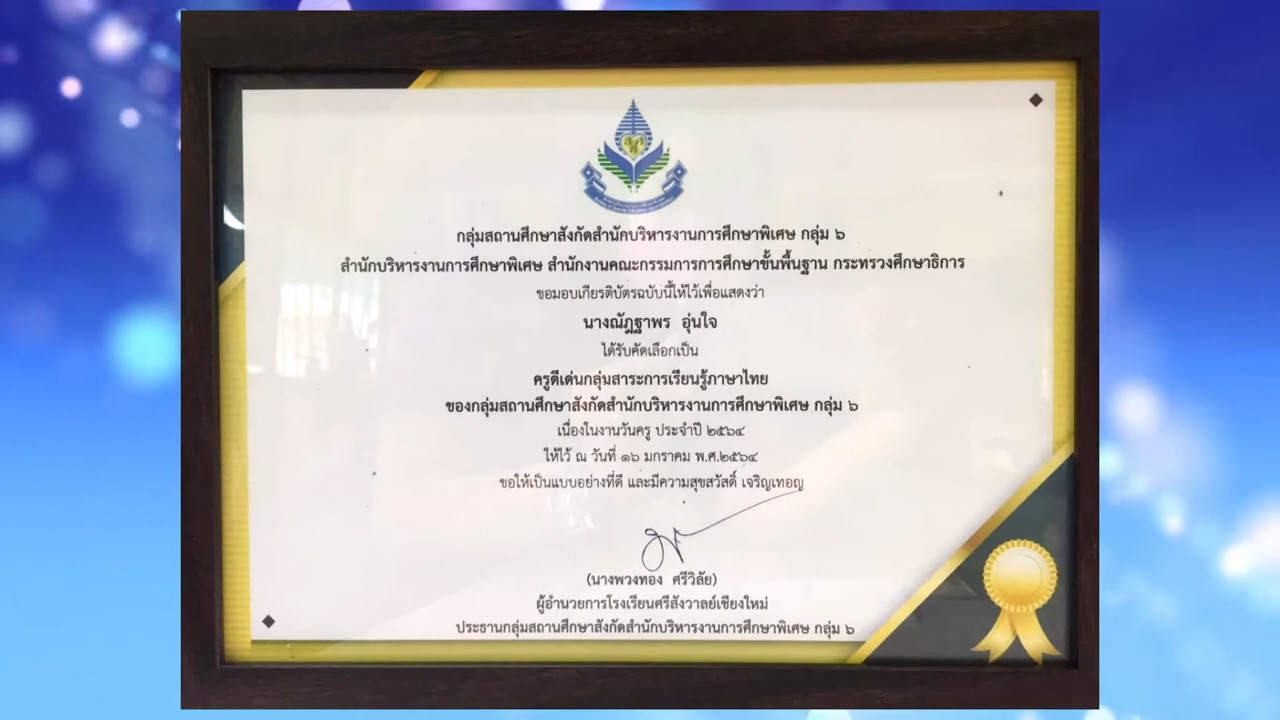 กลุ่มสถานศึกษาสังกัดสำนักบริหารงานการศึกษาพิเศษ กลุ่ม ๖
สำนักบริหารงานการศึกษาพิเศษ สำนักงานคณะกรรมการการศึกษาขั้นพื้นฐาน กระทรวงศึกษาธิการ
ขอมอบเกียรติบัตรฉบับนี้ให้ไว้เพื่อแสดงว่า
นางณัฎฐาพร อุ่นใจ
ได้รับคัดเลือกเป็น
ครูดีเด่นกลุ่มสาระการเรียนรู้ภาษาไทย
ของกลุ่มสถานศึกษาสังกัดสำนักบริหารงานการศึกษาพิเศษ กลุ่ม ๖
เนื่องในงานวันครู ประจำปี ๒๕๖๔
ให้ไว้ ณ วันที่ ๑๖ มกราคม พ.ศ.๒๕๖๔
ขอให้เป็นแบบอย่างที่ดี และมีความสุขสวัสดิ์ เจริญเทอญ
(นางพวงทอง ศรีวิลัย)
ผู้อำนวยการโรงเรียนศรีสังวาลย์เชียงใหม่
ประธานกลุ่มสถานศึกษาสังกัดสำนักบริหารงานการศึกษาพิเศษ กลุ่ม ๖